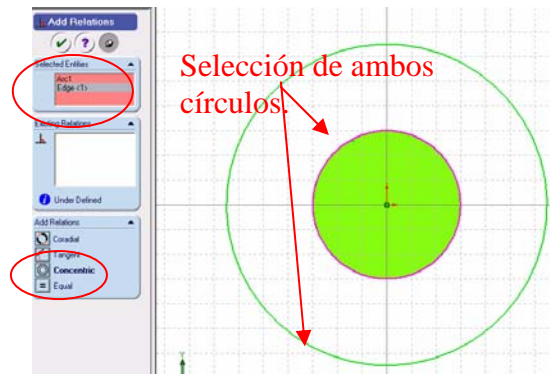 Add Relations
Selected Entities
Arc1
Edge <1>
Existing Relations
Under Defined
Add Relations
Coradial
Tangent
Concentric
Equal
Selección de ambos
círculos.